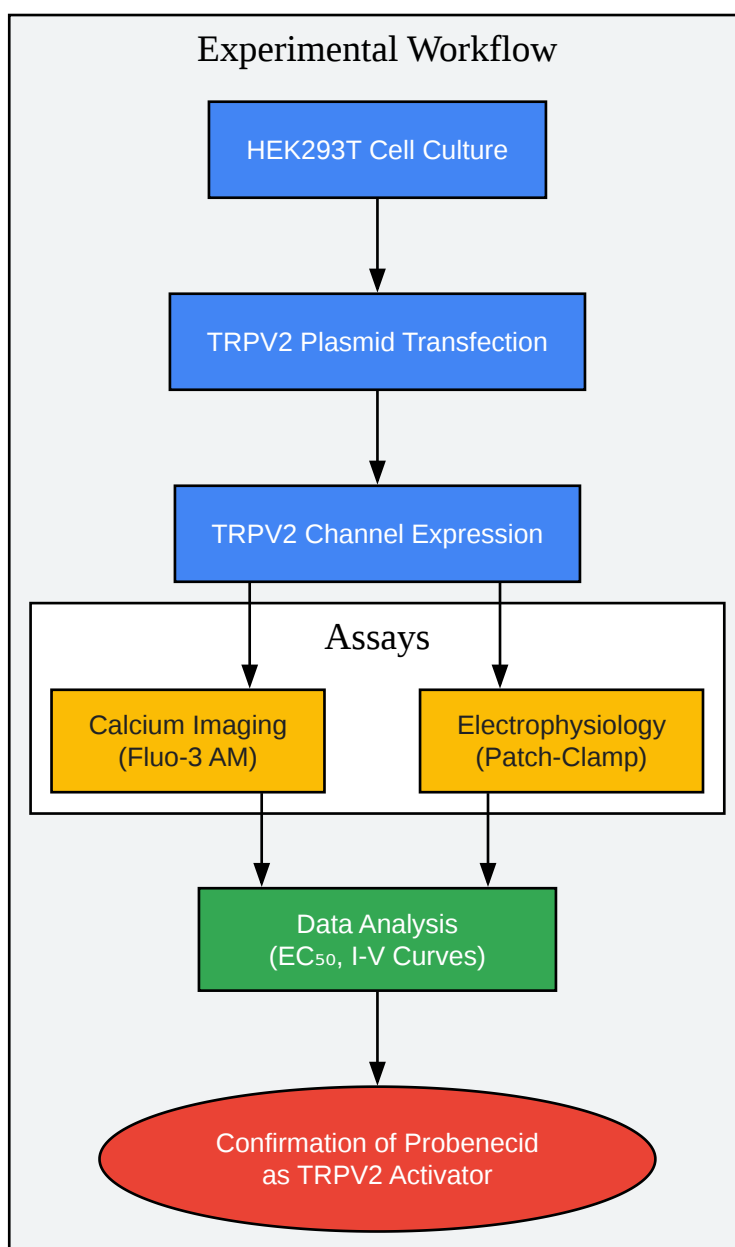 Experimental Workflow
HEK293T Cell Culture
TRPV2 Plasmid Transfection
TRPV2 Channel Expression
Assays
Calcium Imaging
(Fluo-3 AM)
Electrophysiology
(Patch-Clamp)
Data Analysis
(EC₅₀, I-V Curves)
Confirmation of Probenecid
as TRPV2 Activator